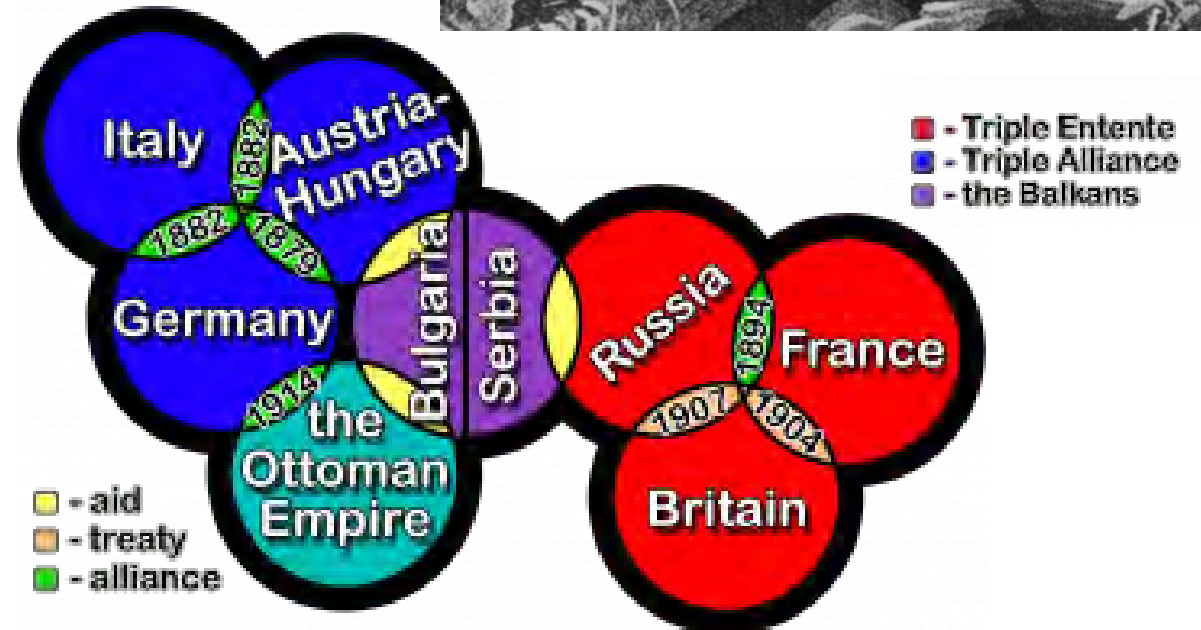 Italy
1882
Austria-
Hungary
1882
1879
Germany
1914
the
Ottoman
Empire
Bulgaria
Serbia
Russia
1894
France
1907
1904
Britain
- Triple Entente
- Triple Alliance
- the Balkans
- aid
- treaty
- alliance